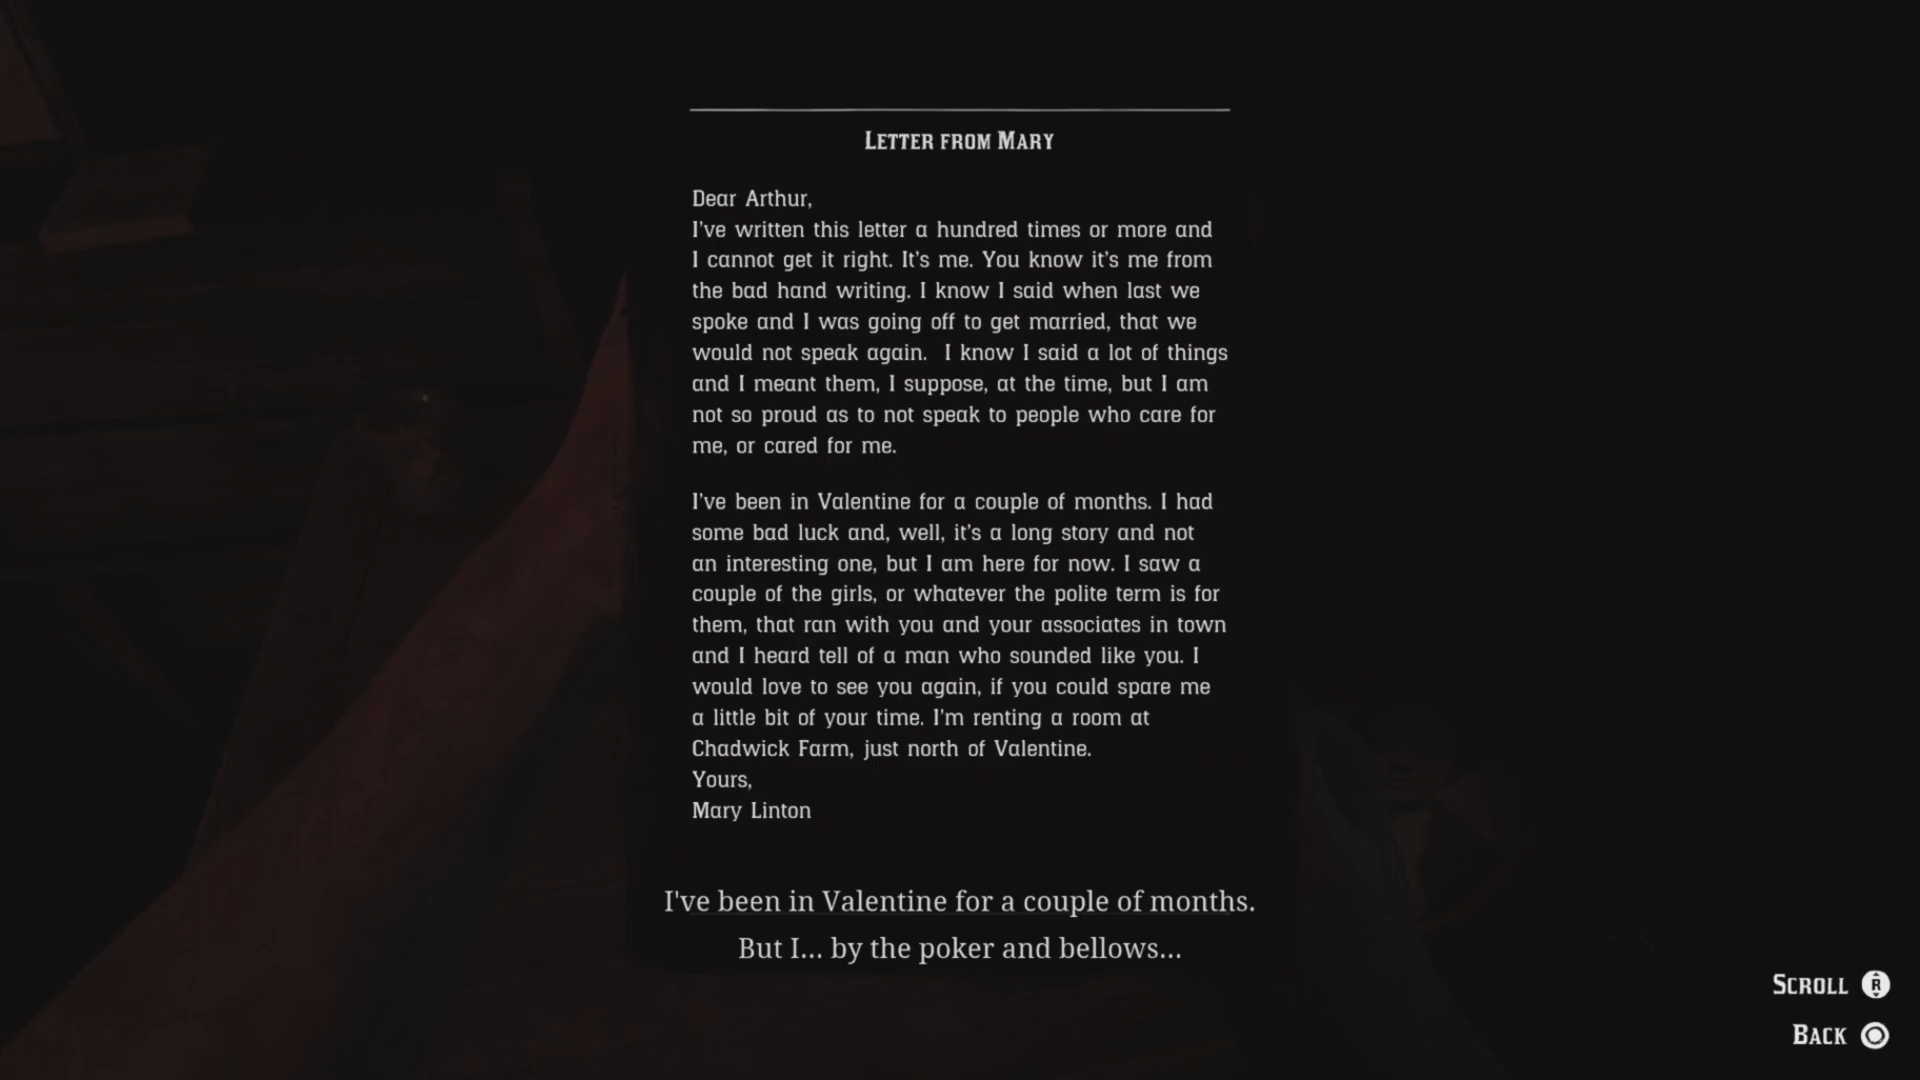 LETTER FROM MARY
Dear Arthur,
I've written this letter a hundred times or more and
I cannot get it right. It's me. You know it's me from
the bad hand writing. I know I said when last we
spoke and I was going off to get married, that we
would not speak again.  I know I said a lot of things
and I meant them, I suppose, at the time, but I am
not so proud as to not speak to people who care for
me, or cared for me.
I've been in Valentine for a couple of months. I had
some bad luck and, well, it's a long story and not
an interesting one, but I am here for now. I saw a
couple of the girls, or whatever the polite term is for
them, that ran with you and your associates in town
and I heard tell of a man who sounded like you. I
would love to see you again, if you could spare me
a little bit of your time. I'm renting a room at
Chadwick Farm, just north of Valentine.
Yours,
Mary Linton
I've been in Valentine for a couple of months.
But I... by the poker and bellows...
SCROLL R
BACK